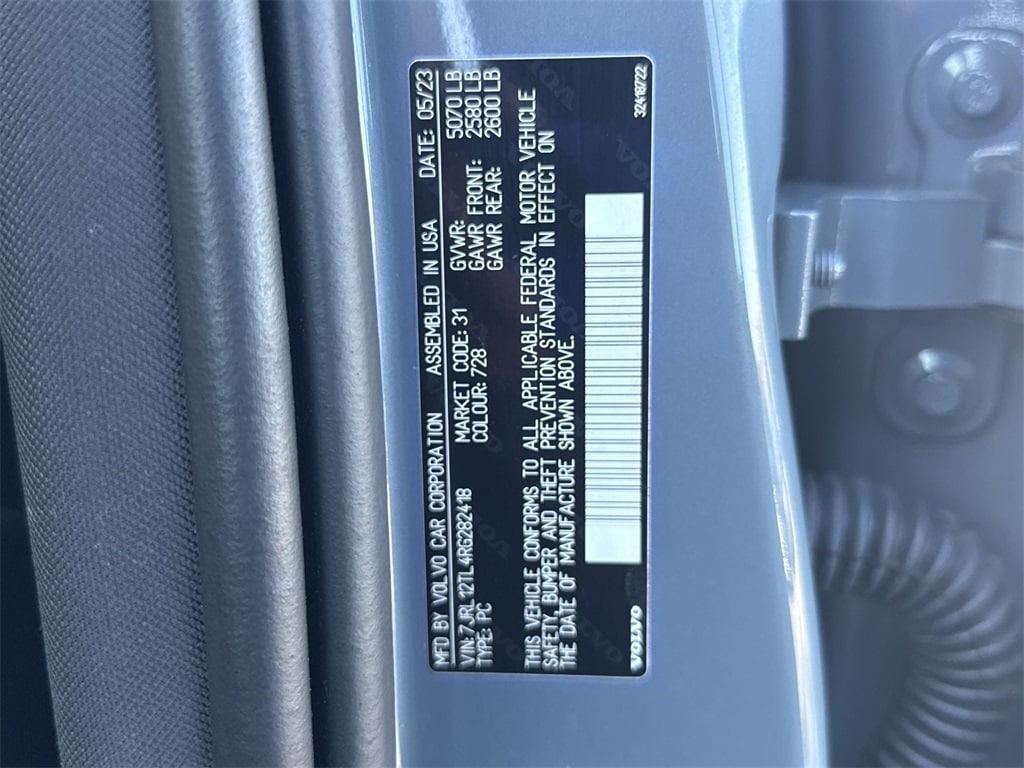 MFD BY VOLVO CAR CORPORATION ASSEMBLED IN USA DATE: 05/23
VIN:7JRL12TL4RG282418 MARKET CODE: 31 GVWR: 5070 LB
TYPE: PC COLOUR: 728 GAWR FRONT: 2580 LB
GAWR REAR: 2600 LB
THIS VEHICLE CONFORMS TO ALL APPLICABLE FEDERAL MOTOR VEHICLE
SAFETY, BUMPER AND THEFT PREVENTION STANDARDS IN EFFECT ON
THE DATE OF MANUFACTURE SHOWN ABOVE.
VOLVO 32418722